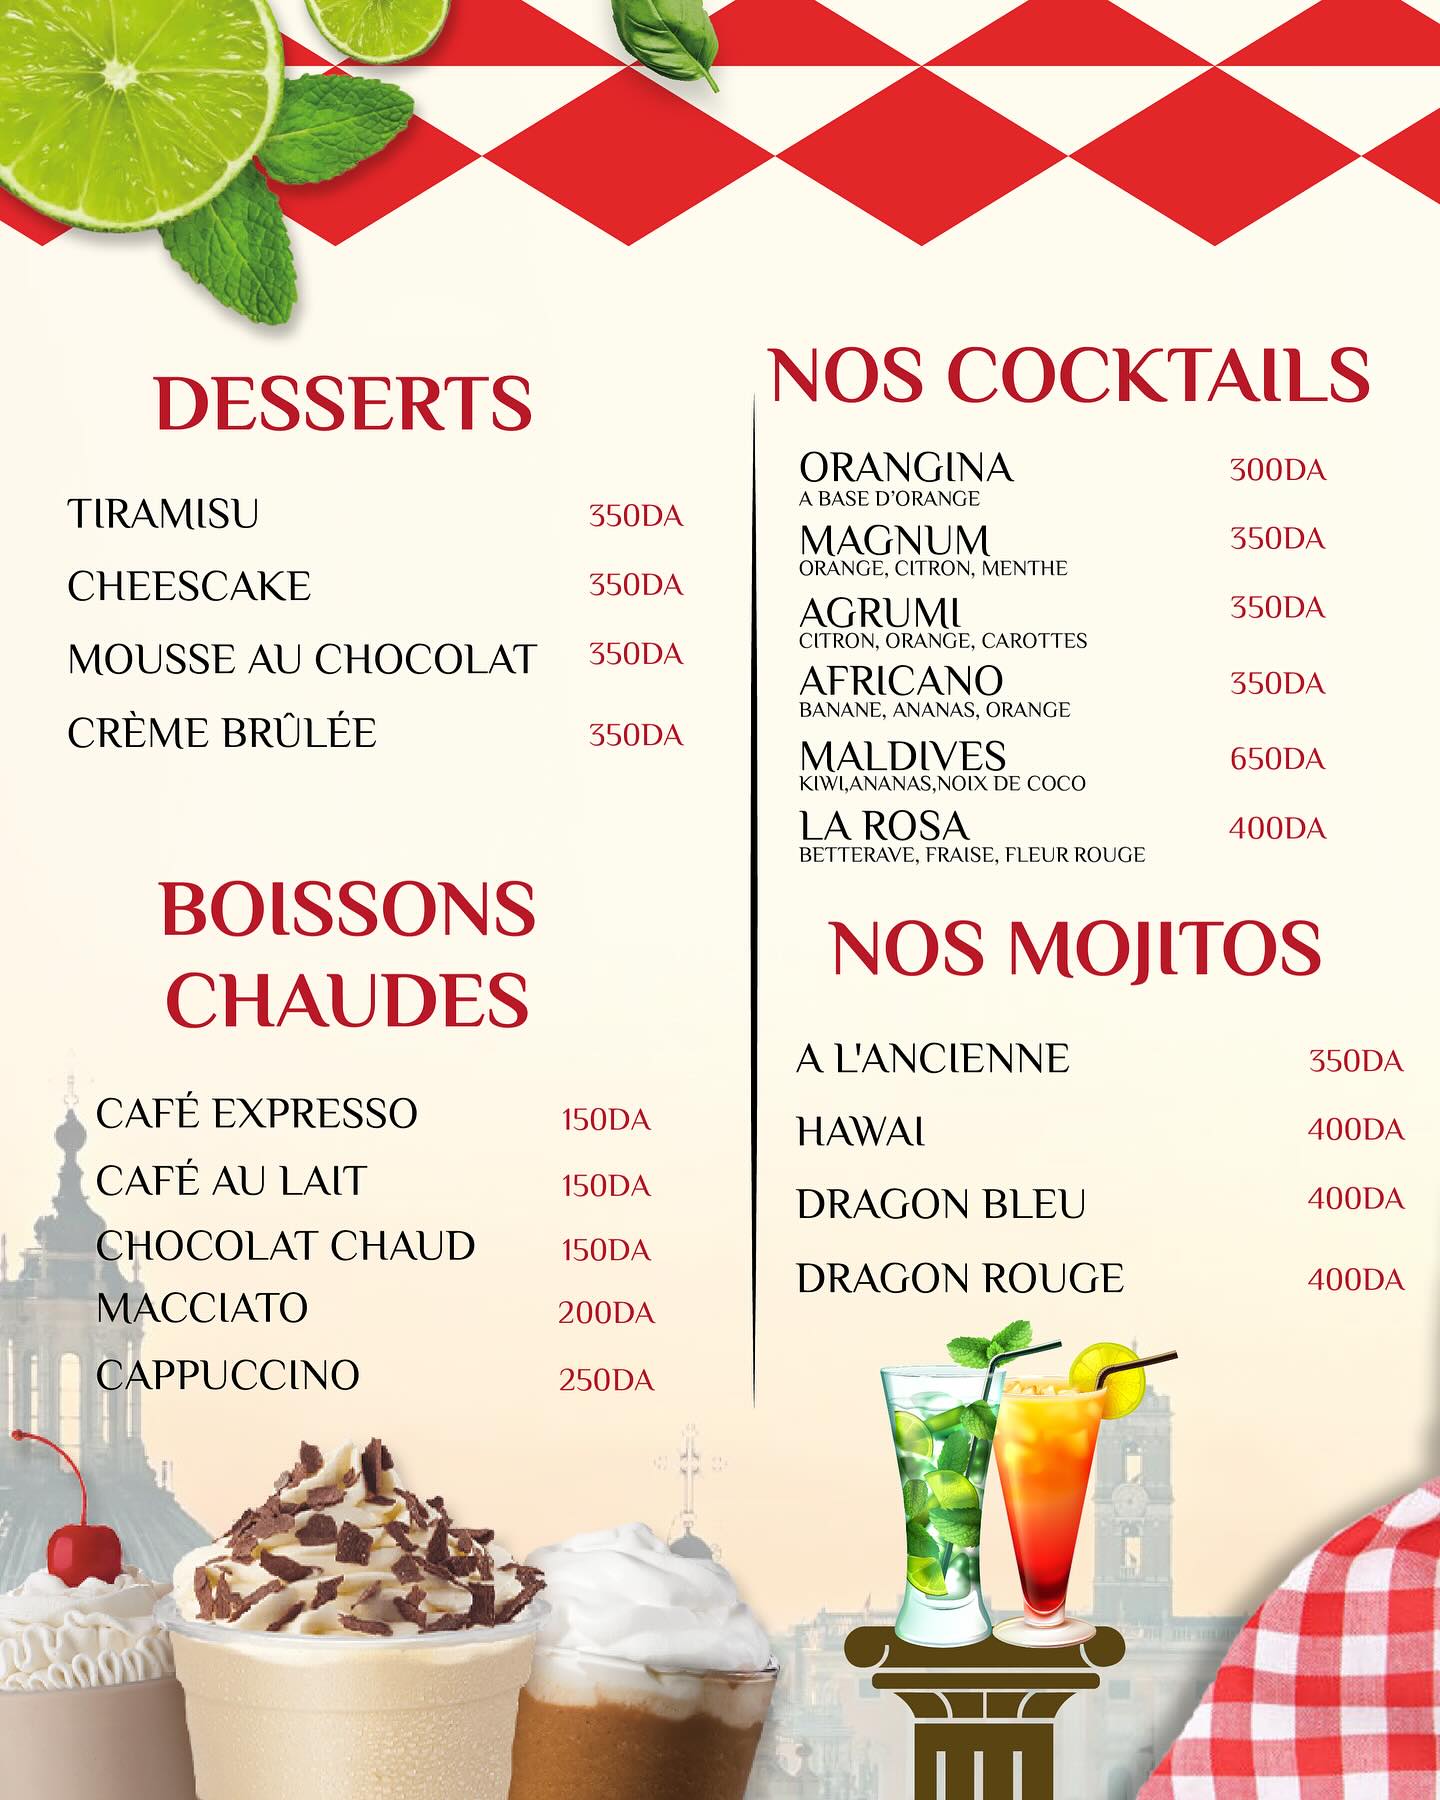 DESSERTS
TIRAMISU 350DA
CHEESCAKE 350DA
MOUSSE AU CHOCOLAT 350DA
CRÈME BRÛLÉE 350DA
BOISSONS
CHAUDES
CAFÉ EXPRESSO 150DA
CAFÉ AU LAIT 150DA
CHOCOLAT CHAUD 150DA
MACCIATO 200DA
CAPPUCCINO 250DA
NOS COCKTAILS
ORANGINA 300DA
A BASE D'ORANGE
MAGNUM 350DA
ORANGE, CITRON, MENTHE
AGRUMI 350DA
CITRON, ORANGE, CAROTTES
AFRICANO 350DA
BANANE, ANANAS, ORANGE
MALDIVES 650DA
KIWI,ANANAS,NOIX DE COCO
LA ROSA 400DA
BETTERAVE, FRAISE, FLEUR ROUGE
NOS MOJITOS
A L'ANCIENNE 350DA
HAWAI 400DA
DRAGON BLEU 400DA
DRAGON ROUGE 400DA